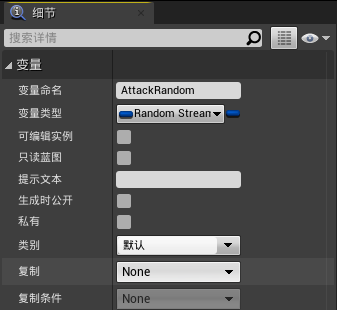 细节
搜索详情
变量
变量命名 AttackRandom
变量类型 Random Stream
可编辑实例
只读蓝图
提示文本
生成时公开
私有
类别 默认
复制 None
复制条件 None